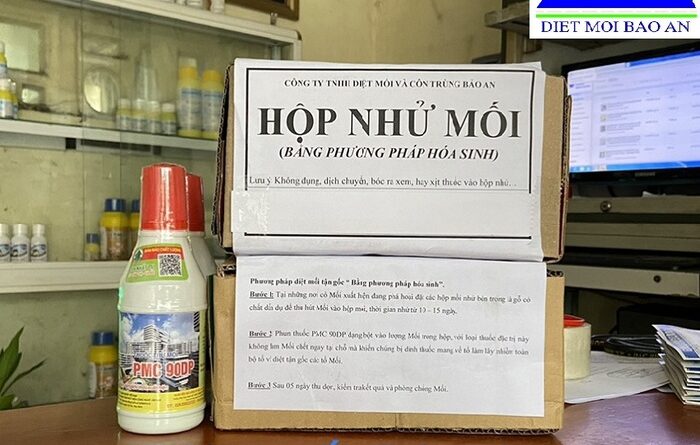 DIET MOI BAO AN
CÔNG TY TNHH DIỆT MỐI VÀ CÔN TRÙNG BẢO AN
HỘP NHỬ MỐI
(BẰNG PHƯƠNG PHÁP HÓA SINH)
Lưu ý Không đụng, dịch chuyển, bóc ra xem, hay xịt thuốc vào hộp nhử...
Phương pháp diệt mối tận gốc " Bằng phương pháp hóa sinh".
Bước 1: Tại những nơi có Mối xuất hiện đang phá hoại đặt các hộp mối nhử bên trong là gỗ có
chất dẫn dụ để thu hút Mối vào hộp mối, thời gian nhử từ 10 – 15 ngày.
Bước 2 Phun thuốc PMC 90DP dạng bột vào lượng Mối trong hộp, với loại thuốc đặc trị này
không làm Mối chết ngay tại chỗ mà khiến chúng bị dính thuốc mang về tổ làm lây nhiễm toàn
bộ tổ và diệt tận gốc các tổ Mối.
Bước 3 Sau 05 ngày thu dọn, kiểm tra kết quả và phòng chống Mối.
PMC 90DP